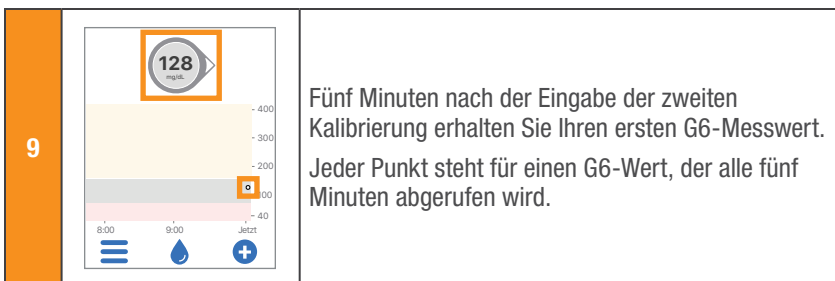 9
128
mg/dL
400
300
200
100
40
8:00
9:00
Jetzt
Fünf Minuten nach der Eingabe der zweiten
Kalibrierung erhalten Sie Ihren ersten G6-Messwert.
Jeder Punkt steht für einen G6-Wert, der alle fünf
Minuten abgerufen wird.